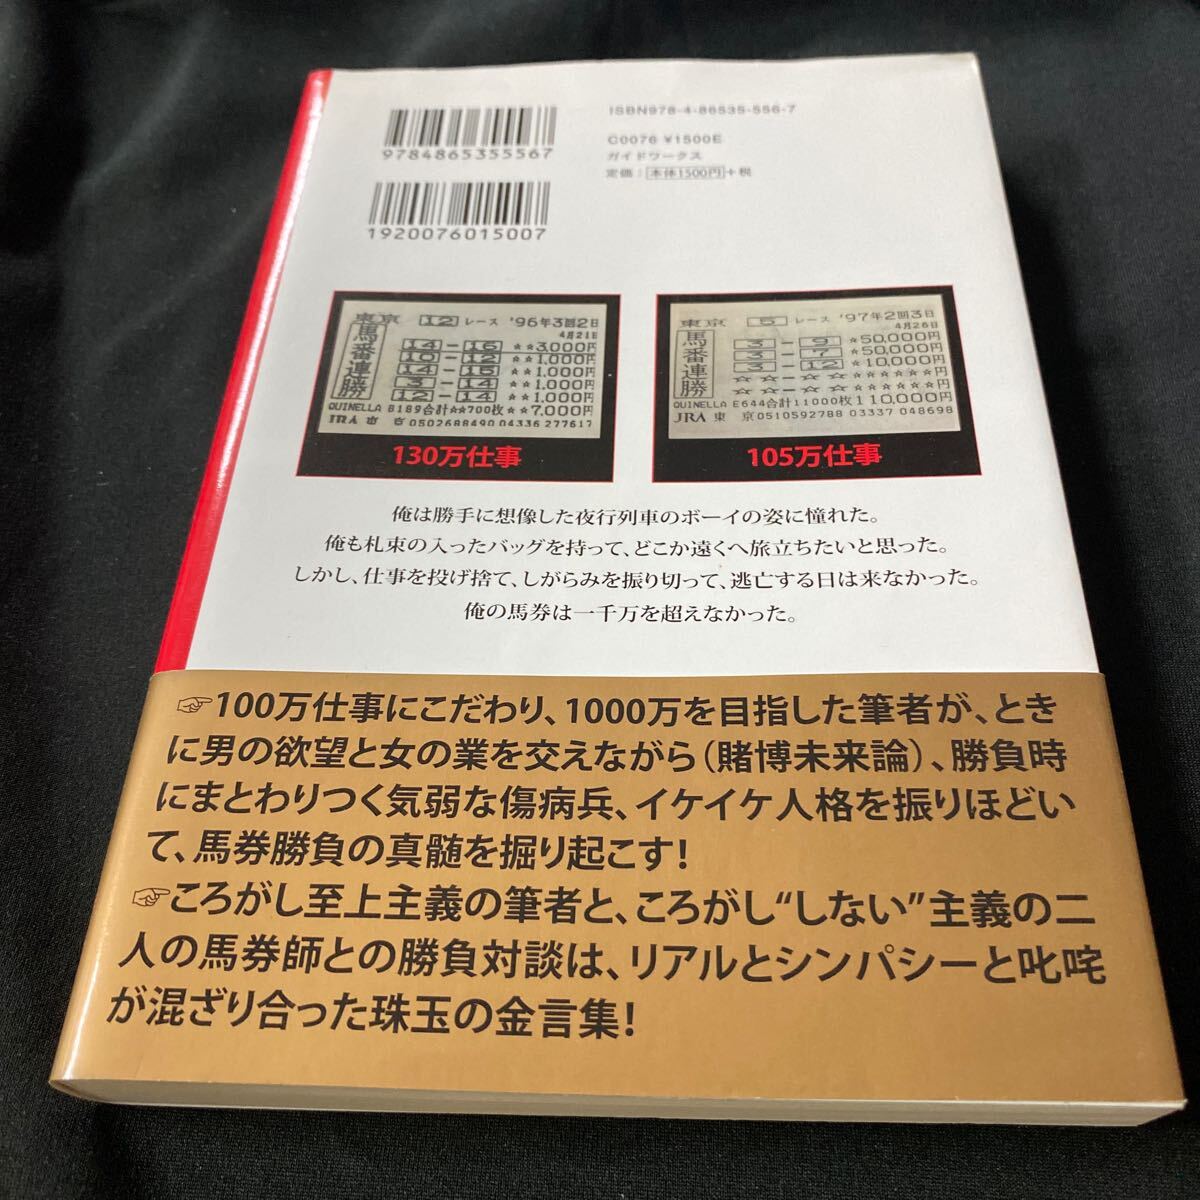 ISBN978-4-86535-556-7
9784865355567
C0076 ¥1500E
ガイドワークス
定価：本体1500円+税
1920076015007
東京 12 レース '96年3回2日
4月21日
馬番連勝
14-16 ☆☆3,000円
10-12 ☆☆1,000円
14-15 ☆☆1,000円
3-14 ☆☆1,000円
12-14 ☆☆1,000円
QUINELLA B189合計☆☆700枚 ☆☆7,000円
JRA 東 京 0502688490 04336 277617
130万仕事
東京 5 レース '97年2回3日
4月26日
馬番連勝
3-9 ☆50,000円
3-7 ☆50,000円
3-12 ☆10,000円
☆☆-☆☆ ☆☆☆☆☆☆円
☆☆-☆☆ ☆☆☆☆☆☆円
QUINELLA E644合計11000枚 110,000円
JRA 東 京 0510592788 03337 048698
105万仕事
俺は勝手に想像した夜行列車のボーイの姿に憧れた。
俺も札束の入ったバッグを持って、どこか遠くへ旅立ちたいと思った。
しかし、仕事を投げ捨て、しがらみを振り切って、逃亡する日は来なかった。
俺の馬券は一千万を超えなかった。
☞100万仕事にこだわり、1000万を目指した筆者が、とき
に男の欲望と女の業を交えながら（賭博未来論）、勝負時
にまとわりつく気弱な傷病兵、イケイケ人格を振りほどい
て、馬券勝負の真髄を掘り起こす！
☞ころがし至上主義の筆者と、ころがし“しない”主義の二
人の馬券師との勝負対談は、リアルとシンパシーと叱咤
が混ざり合った珠玉の金言集！